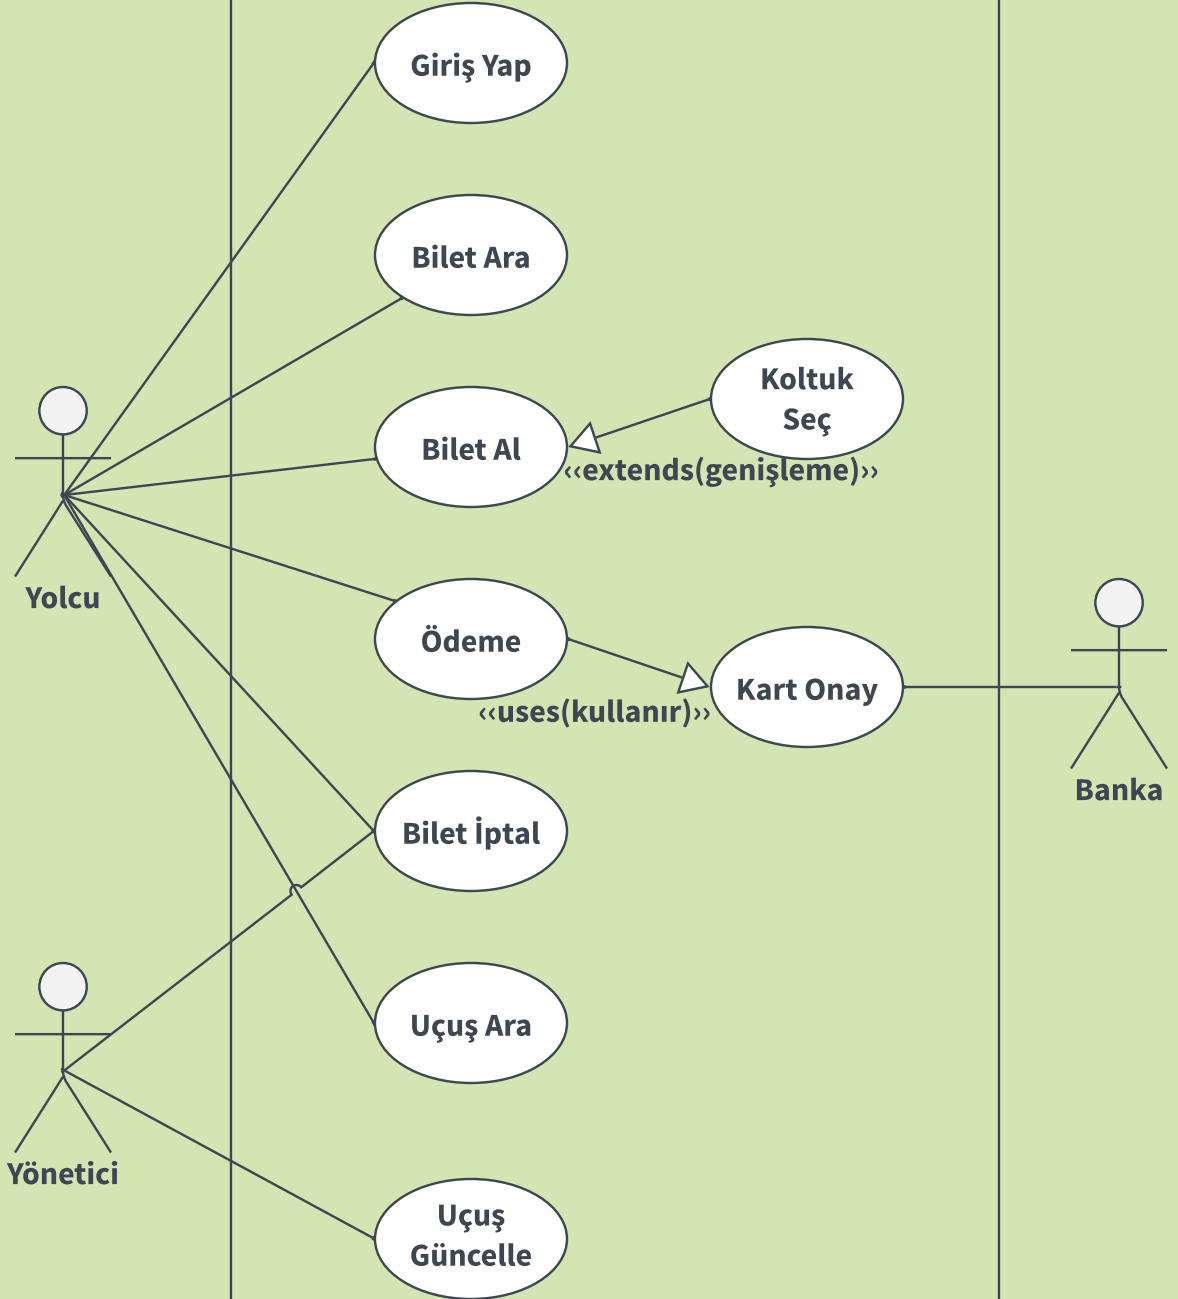 Giriş Yap
Bilet Ara
Koltuk
Seç
Bilet Al
‹‹extends(genişleme)››
Yolcu
Ödeme
Kart Onay
‹‹uses(kullanır)››
Banka
Bilet İptal
Uçuş Ara
Yönetici
Uçuş
Güncelle